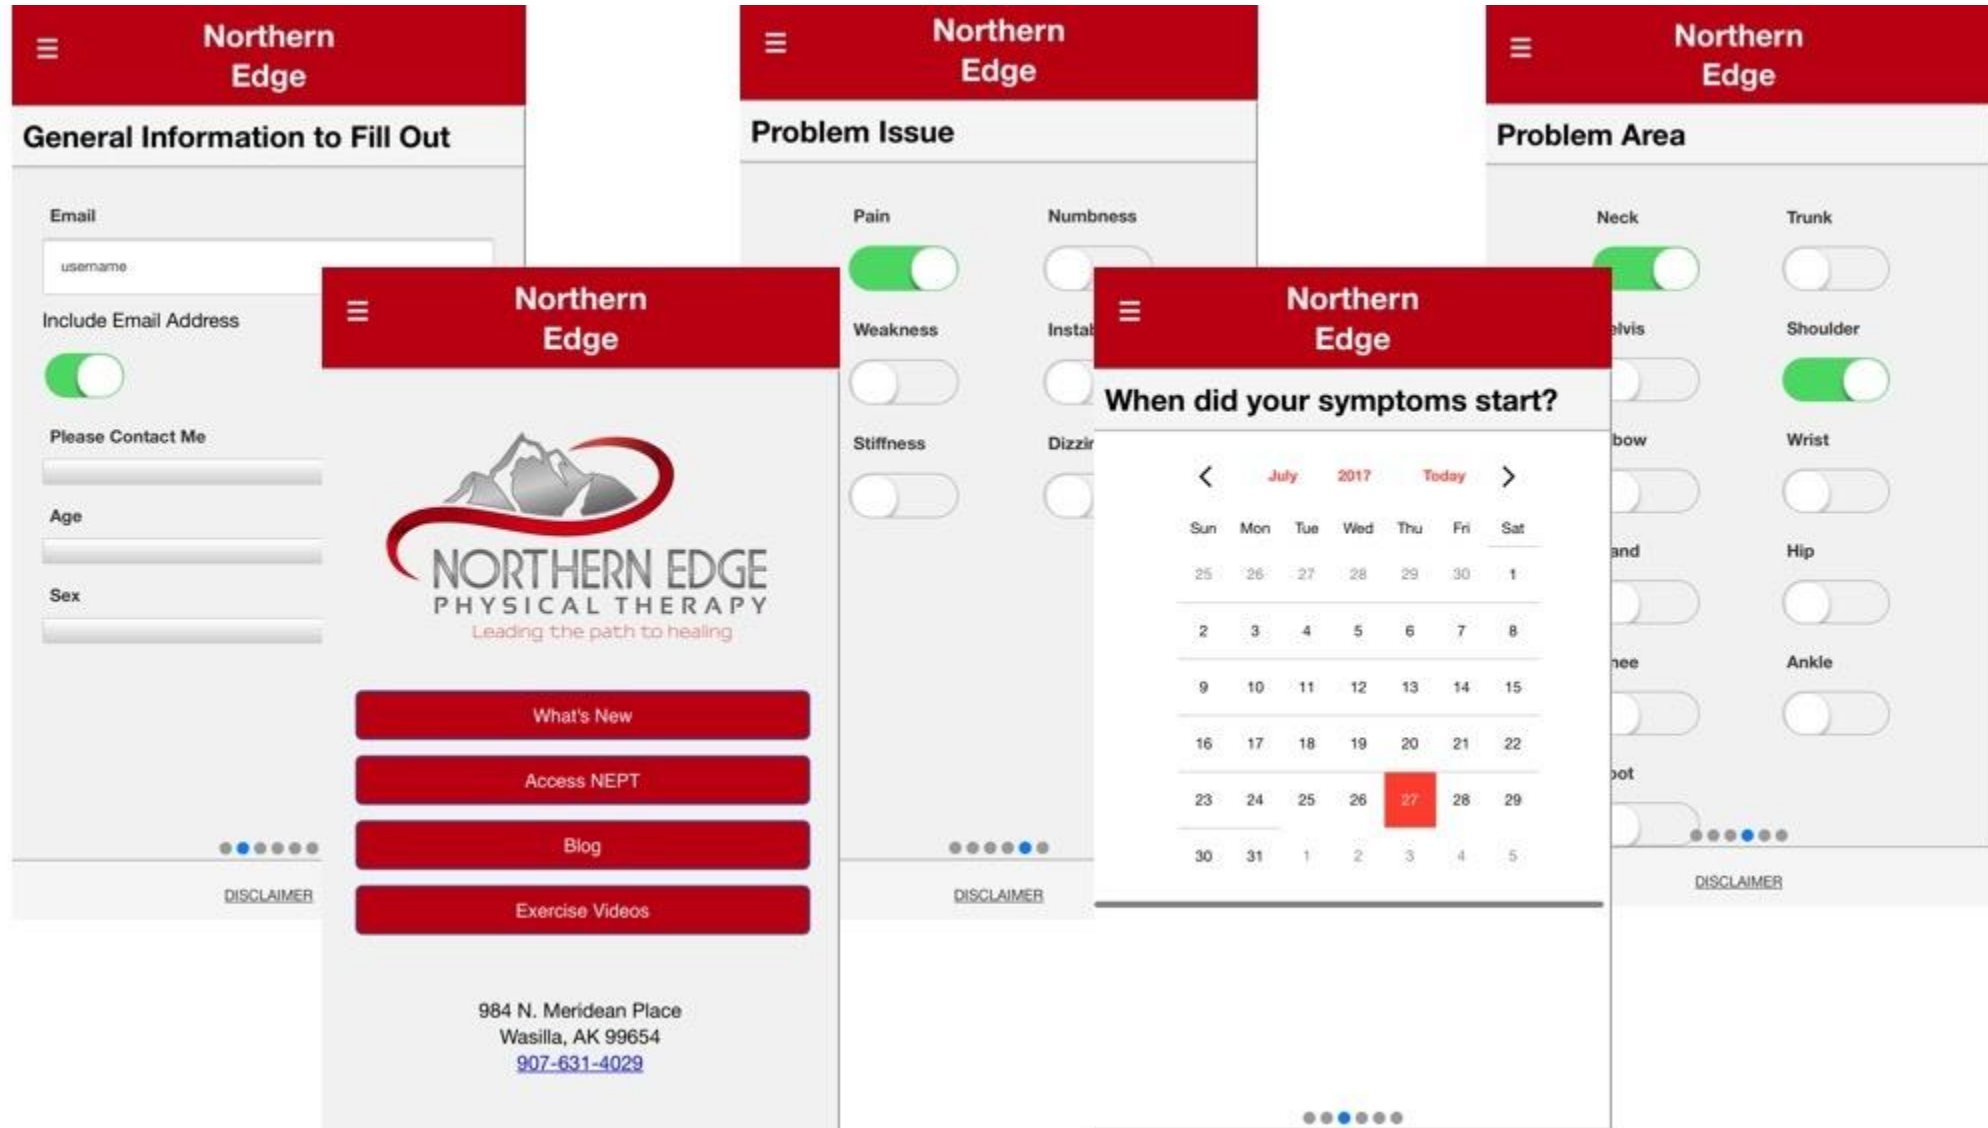 Northern
Edge
General Information to Fill Out
Email
username
Include Email Address
Please Contact Me
Age
Sex
DISCLAIMER
Northern
Edge
NORTHERN EDGE
PHYSICAL THERAPY
Leading the path to healing
What's New
Access NEPT
Blog
Exercise Videos
984 N. Meridean Place
Wasilla, AK 99654
907-631-4029
Northern
Edge
Problem Issue
Pain Numbness
Weakness
Stiffness
DISCLAIMER
Northern
Edge
When did your symptoms start?
July 2017 Today
Sun Mon Tue Wed Thu Fri Sat
25 26 27 28 29 30 1
2 3 4 5 6 7 8
9 10 11 12 13 14 15
16 17 18 19 20 21 22
23 24 25 26 27 28 29
30 31 1 2 3 4 5
Northern
Edge
Problem Area
Neck Trunk
Shoulder
Wrist
Hip
Ankle
DISCLAIMER